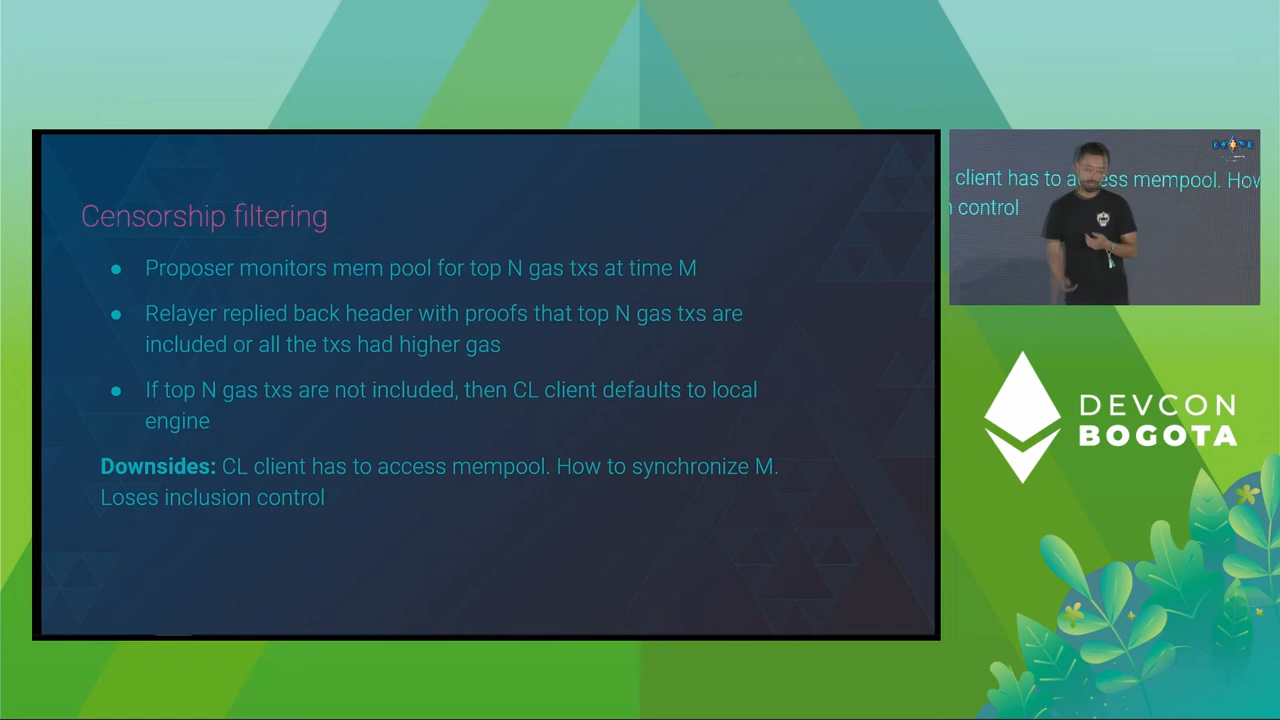 Censorship filtering
● Proposer monitors mem pool for top N gas txs at time M
● Relayer replied back header with proofs that top N gas txs are
included or all the txs had higher gas
● If top N gas txs are not included, then CL client defaults to local
engine
Downsides: CL client has to access mempool. How to synchronize M.
Loses inclusion control
client has to a ess mempool. How
control
DEVCON
BOGOTA